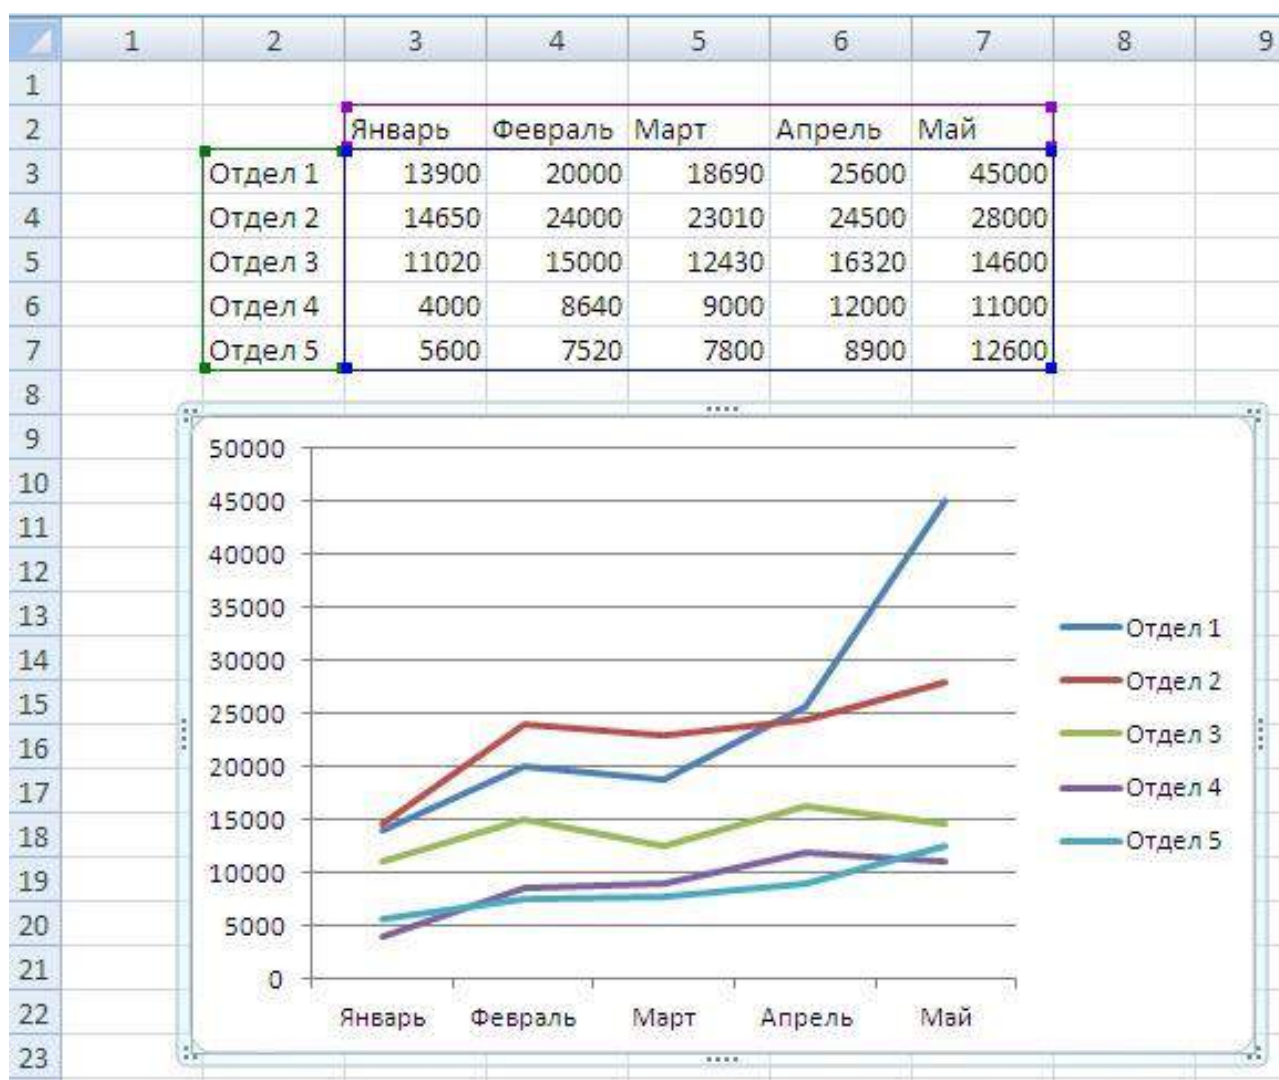 1 2 3 4 5 6 7 8 9
1
2 Январь Февраль Март Апрель Май
3 Отдел 1 13900 20000 18690 25600 45000
4 Отдел 2 14650 24000 23010 24500 28000
5 Отдел 3 11020 15000 12430 16320 14600
6 Отдел 4 4000 8640 9000 12000 11000
7 Отдел 5 5600 7520 7800 8900 12600
8
9 50000
10 45000
11
12 40000
13 35000 Отдел 1
14 30000
15 25000 Отдел 2
16 20000 Отдел 3
17 15000 Отдел 4
18
19 10000 Отдел 5
20 5000
21 0
22 Январь Февраль Март Апрель Май
23